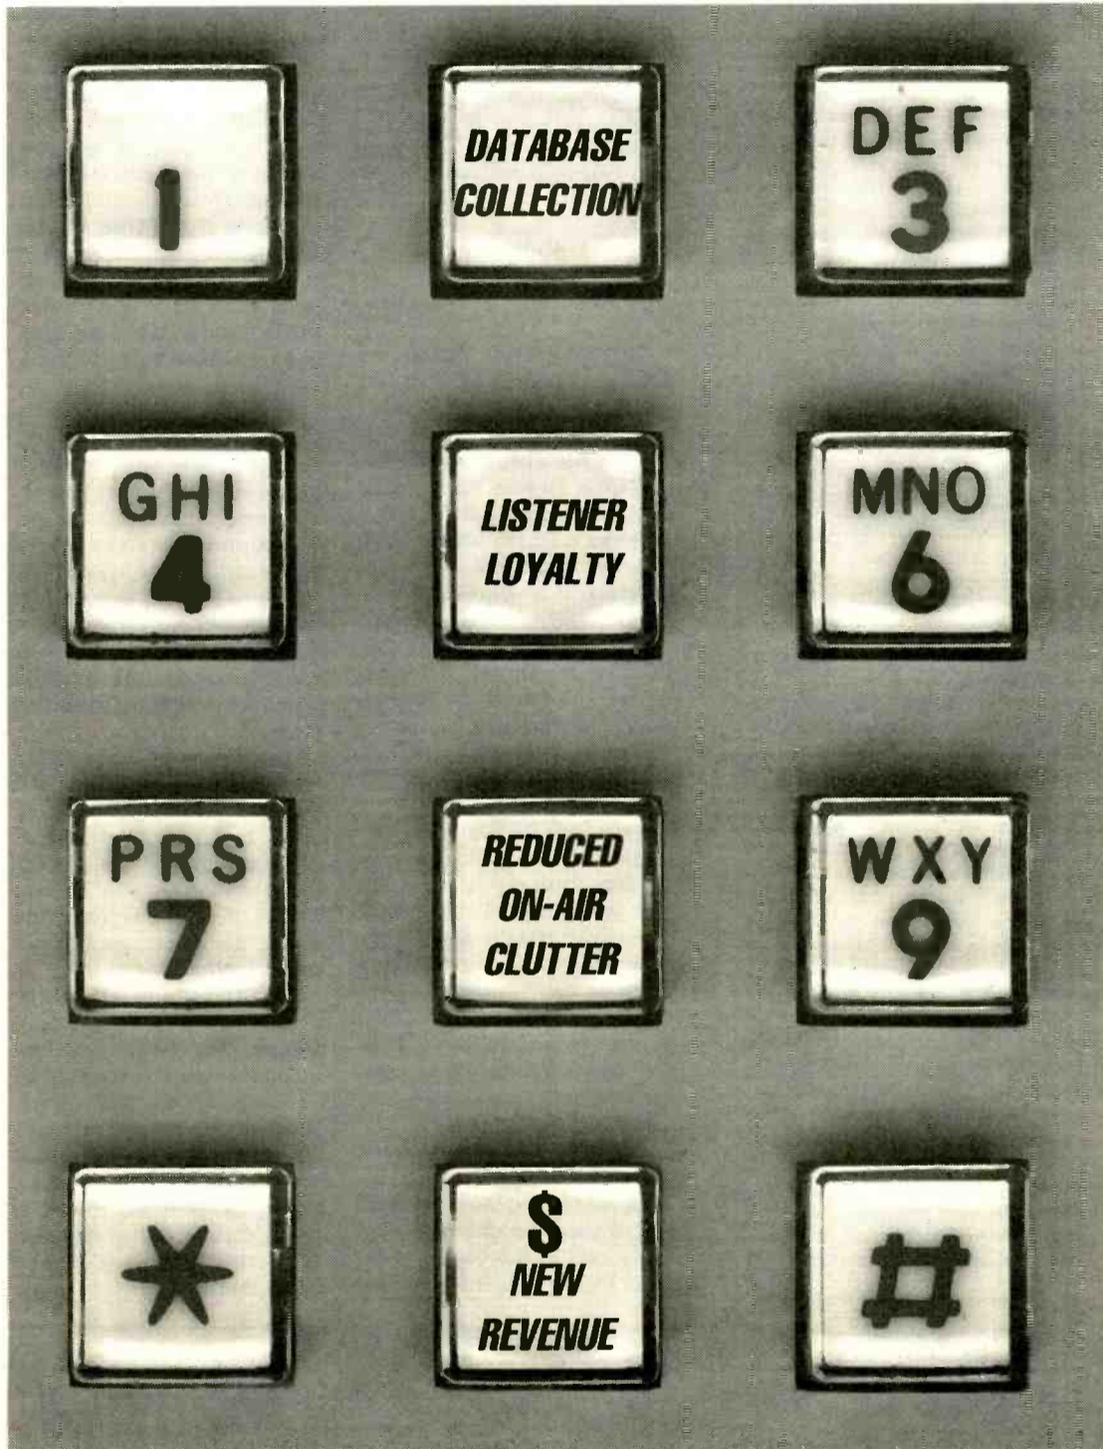 1
DATABASE
COLLECTION
DEF
3
GHI
4
LISTENER
LOYALTY
MNO
6
PRS
7
REDUCED
ON-AIR
CLUTTER
WXY
9
*
$
NEW
REVENUE
#